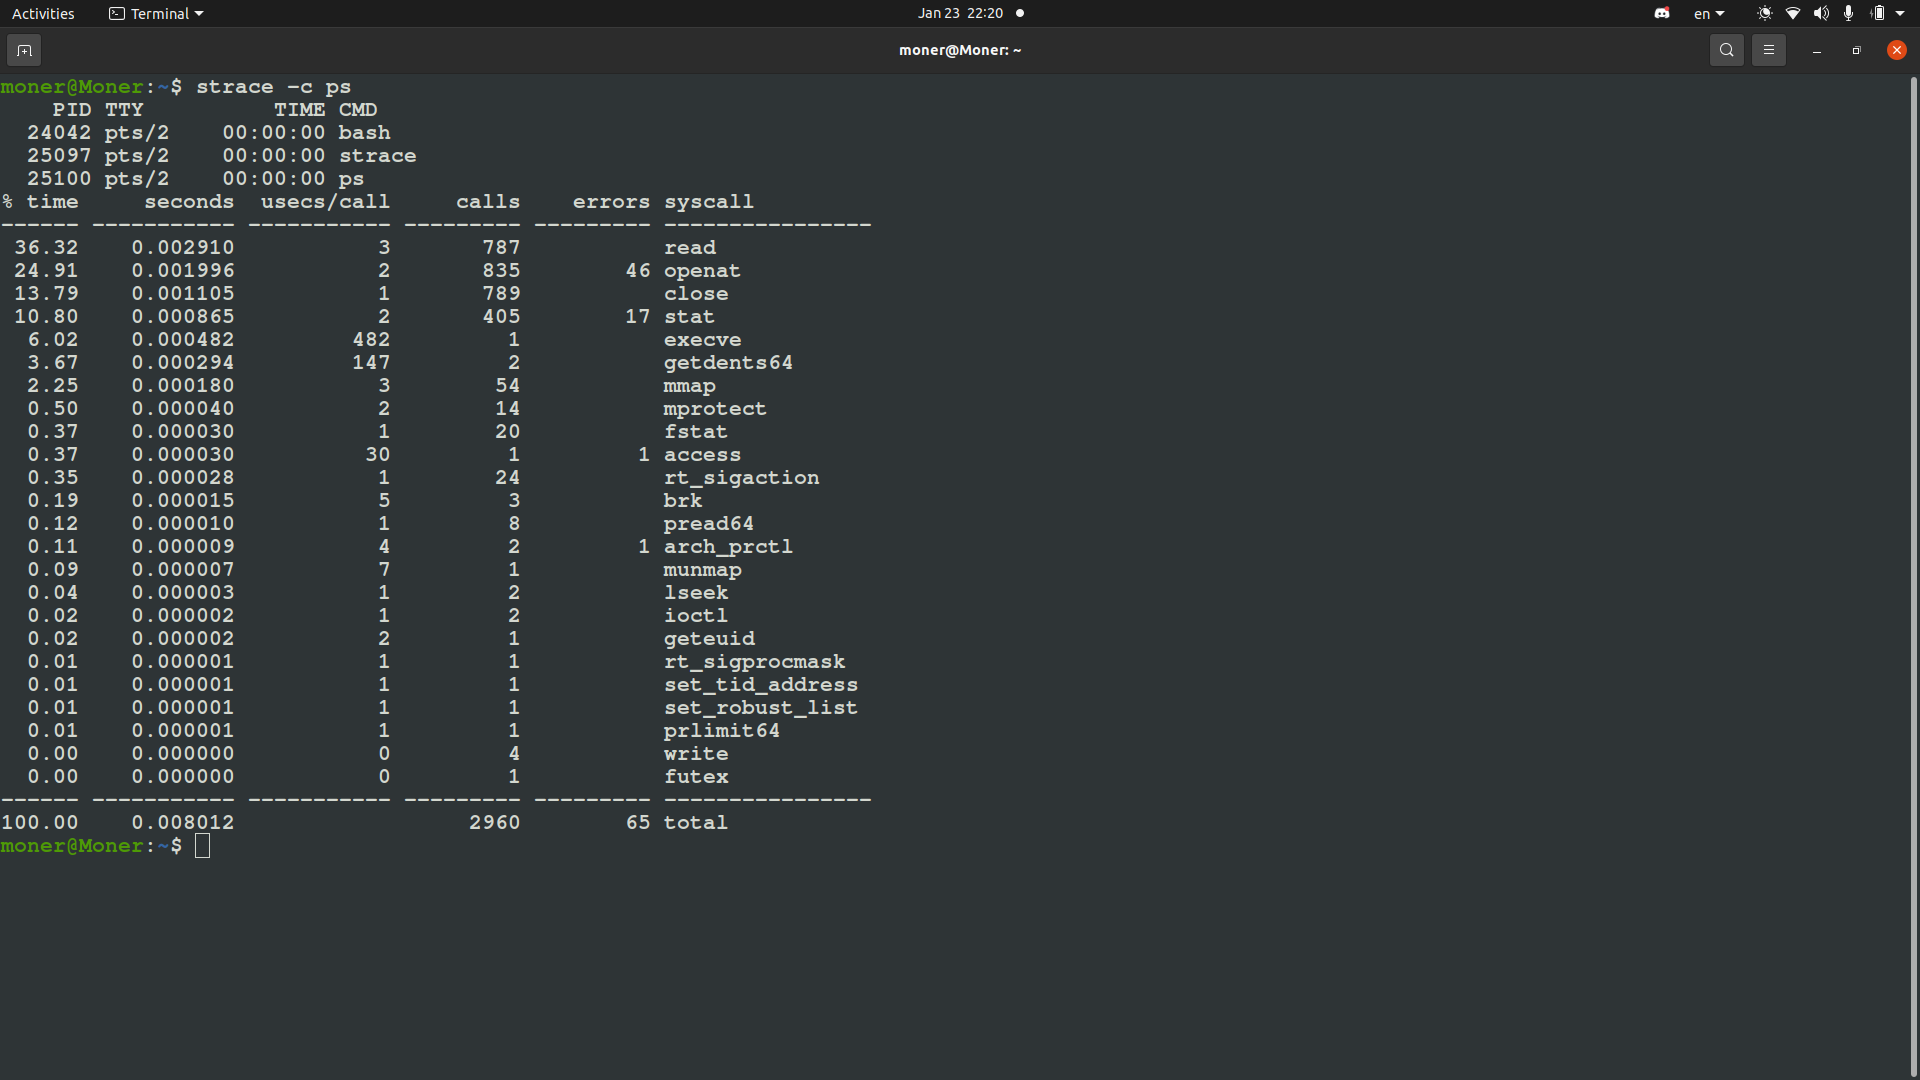 Activities Terminal Jan 23 22:20 en
moner@Moner: ~
moner@Moner:~$ strace -c ps
    PID TTY          TIME CMD
  24042 pts/2    00:00:00 bash
  25097 pts/2    00:00:00 strace
  25100 pts/2    00:00:00 ps
% time     seconds  usecs/call     calls    errors syscall
------ ----------- ----------- --------- --------- ----------------
 36.32    0.002910           3       787           read
 24.91    0.001996           2       835        46 openat
 13.79    0.001105           1       789           close
 10.80    0.000865           2       405        17 stat
  6.02    0.000482         482         1           execve
  3.67    0.000294         147         2           getdents64
  2.25    0.000180           3        54           mmap
  0.50    0.000040           2        14           mprotect
  0.37    0.000030           1        20           fstat
  0.37    0.000030          30         1         1 access
  0.35    0.000028           1        24           rt_sigaction
  0.19    0.000015           5         3           brk
  0.12    0.000010           1         8           pread64
  0.11    0.000009           4         2         1 arch_prctl
  0.09    0.000007           7         1           munmap
  0.04    0.000003           1         2           lseek
  0.02    0.000002           1         2           ioctl
  0.02    0.000002           2         1           geteuid
  0.01    0.000001           1         1           rt_sigprocmask
  0.01    0.000001           1         1           set_tid_address
  0.01    0.000001           1         1           set_robust_list
  0.01    0.000001           1         1           prlimit64
  0.00    0.000000           0         4           write
  0.00    0.000000           0         1           futex
------ ----------- ----------- --------- --------- ----------------
100.00    0.008012                  2960        65 total
moner@Moner:~$